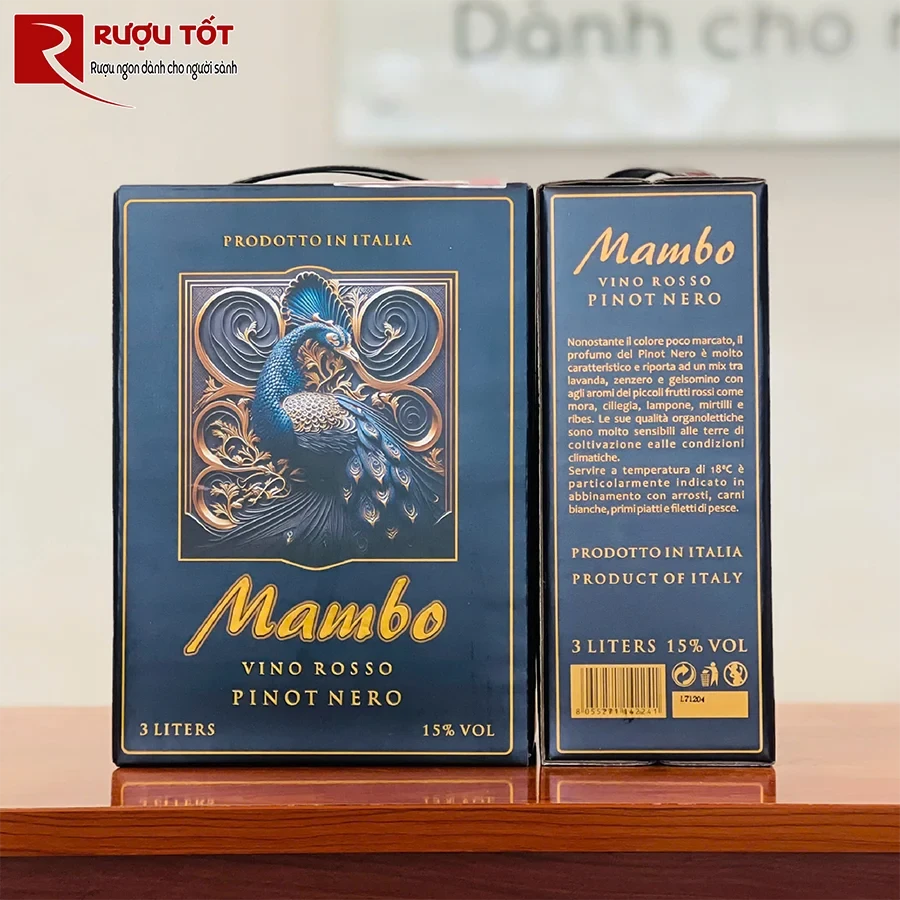 RƯỢU TỐT
Rượu ngon dành cho người sành
Dành cho
PRODOTTO IN ITALIA
Mambo
VINO ROSSO
PINOT NERO
3 LITERS
15% VOL
Mambo
VINO ROSSO
PINOT NERO
Nonostante il colore poco marcato, il
profumo del Pinot Nero è molto
caratteristico e riporta ad un mix tra
lavanda, zenzero e gelsomino con
agli aromi dei piccoli frutti rossi come
mora, ciliegia, lampone, mirtilli e
ribes. Le sue qualità organolettiche
sono molto sensibili alle terre di
coltivazione ealle condizioni
climatiche.
Servire a temperatura di 18°C è
particolarmente indicato in
abbinamento con arrosti, carni
bianche, primi piatti e filetti di pesce.
PRODOTTO IN ITALIA
PRODUCT OF ITALY
3 LITERS 15% VOL
L71204